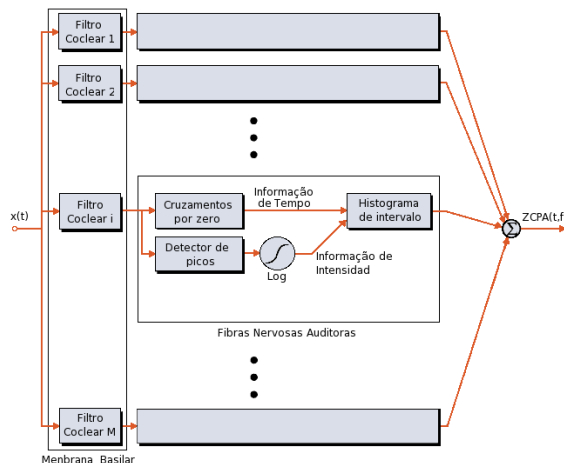 Filtro
Coclear 1
Filtro
Coclear 2
Filtro
Coclear i
Cruzamentos
por zero
Informação
de Tempo
Histograma
de intervalo
Detector de
picos
Log
Informação de
Intensidad
x(t)
Σ
ZCPA(t,f
Fibras Nervosas Auditoras
Filtro
Coclear M
Menbrana Basilar